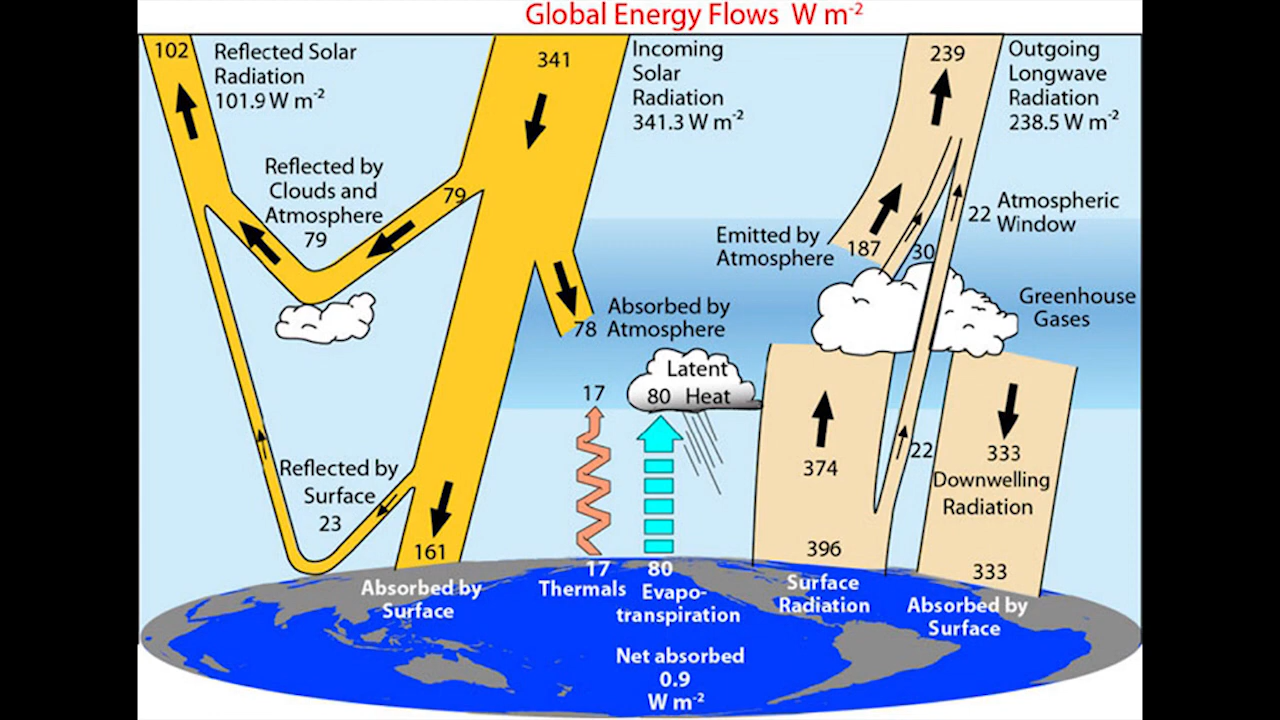 Global Energy Flows W m-2
102
Reflected Solar
Radiation
101.9 W m-2
341
Incoming
Solar
Radiation
341.3 W m-2
239
Outgoing
Longwave
Radiation
238.5 W m-2
Reflected by
Clouds and
Atmosphere
79
79
Emitted by
Atmosphere
187
30
22
Atmospheric
Window
Greenhouse
Gases
78
Absorbed by
Atmosphere
17
Latent
80 Heat
374
22
333
Downwelling
Radiation
Reflected by
Surface
23
161
396
333
Absorbed by
Surface
17
Thermals
80
Evapo-
transpiration
Surface
Radiation
Absorbed by
Surface
Net absorbed
0.9
W m-2